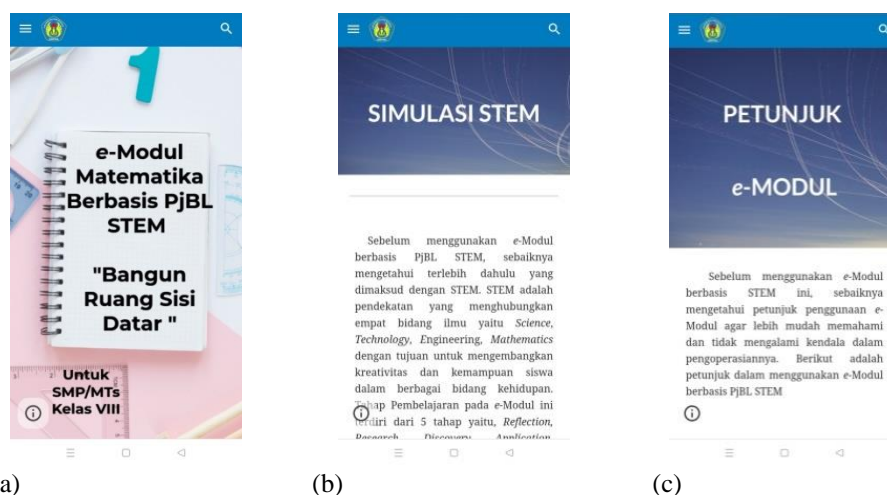 1
e-Modul
Matematika
Berbasis PjBL
STEM
"Bangun
Ruang Sisi
Datar "
Untuk
SMP/MTs
Kelas VIII
SIMULASI STEM
Sebelum menggunakan e-Modul
berbasis PjBL STEM, sebaiknya
mengetahui terlebih dahulu yang
dimaksud dengan STEM. STEM adalah
pendekatan yang menghubungkan
empat bidang ilmu yaitu Science,
Technology, Engineering, Mathematics
dengan tujuan untuk mengembangkan
kreativitas dan kemampuan siswa
dalam berbagai bidang kehidupan.
Tahap Pembelajaran pada e-Modul ini
terdiri dari 5 tahap yaitu, Reflection,
Research, Discovery, Application,
PETUNJUK
e-MODUL
Sebelum menggunakan e-Modul
berbasis STEM ini, sebaiknya
mengetahui petunjuk penggunaan e-
Modul agar lebih mudah memahami
dan tidak mengalami kendala dalam
pengoperasiannya. Berikut adalah
petunjuk dalam menggunakan e-Modul
berbasis PjBL STEM
a)
(b)
(c)